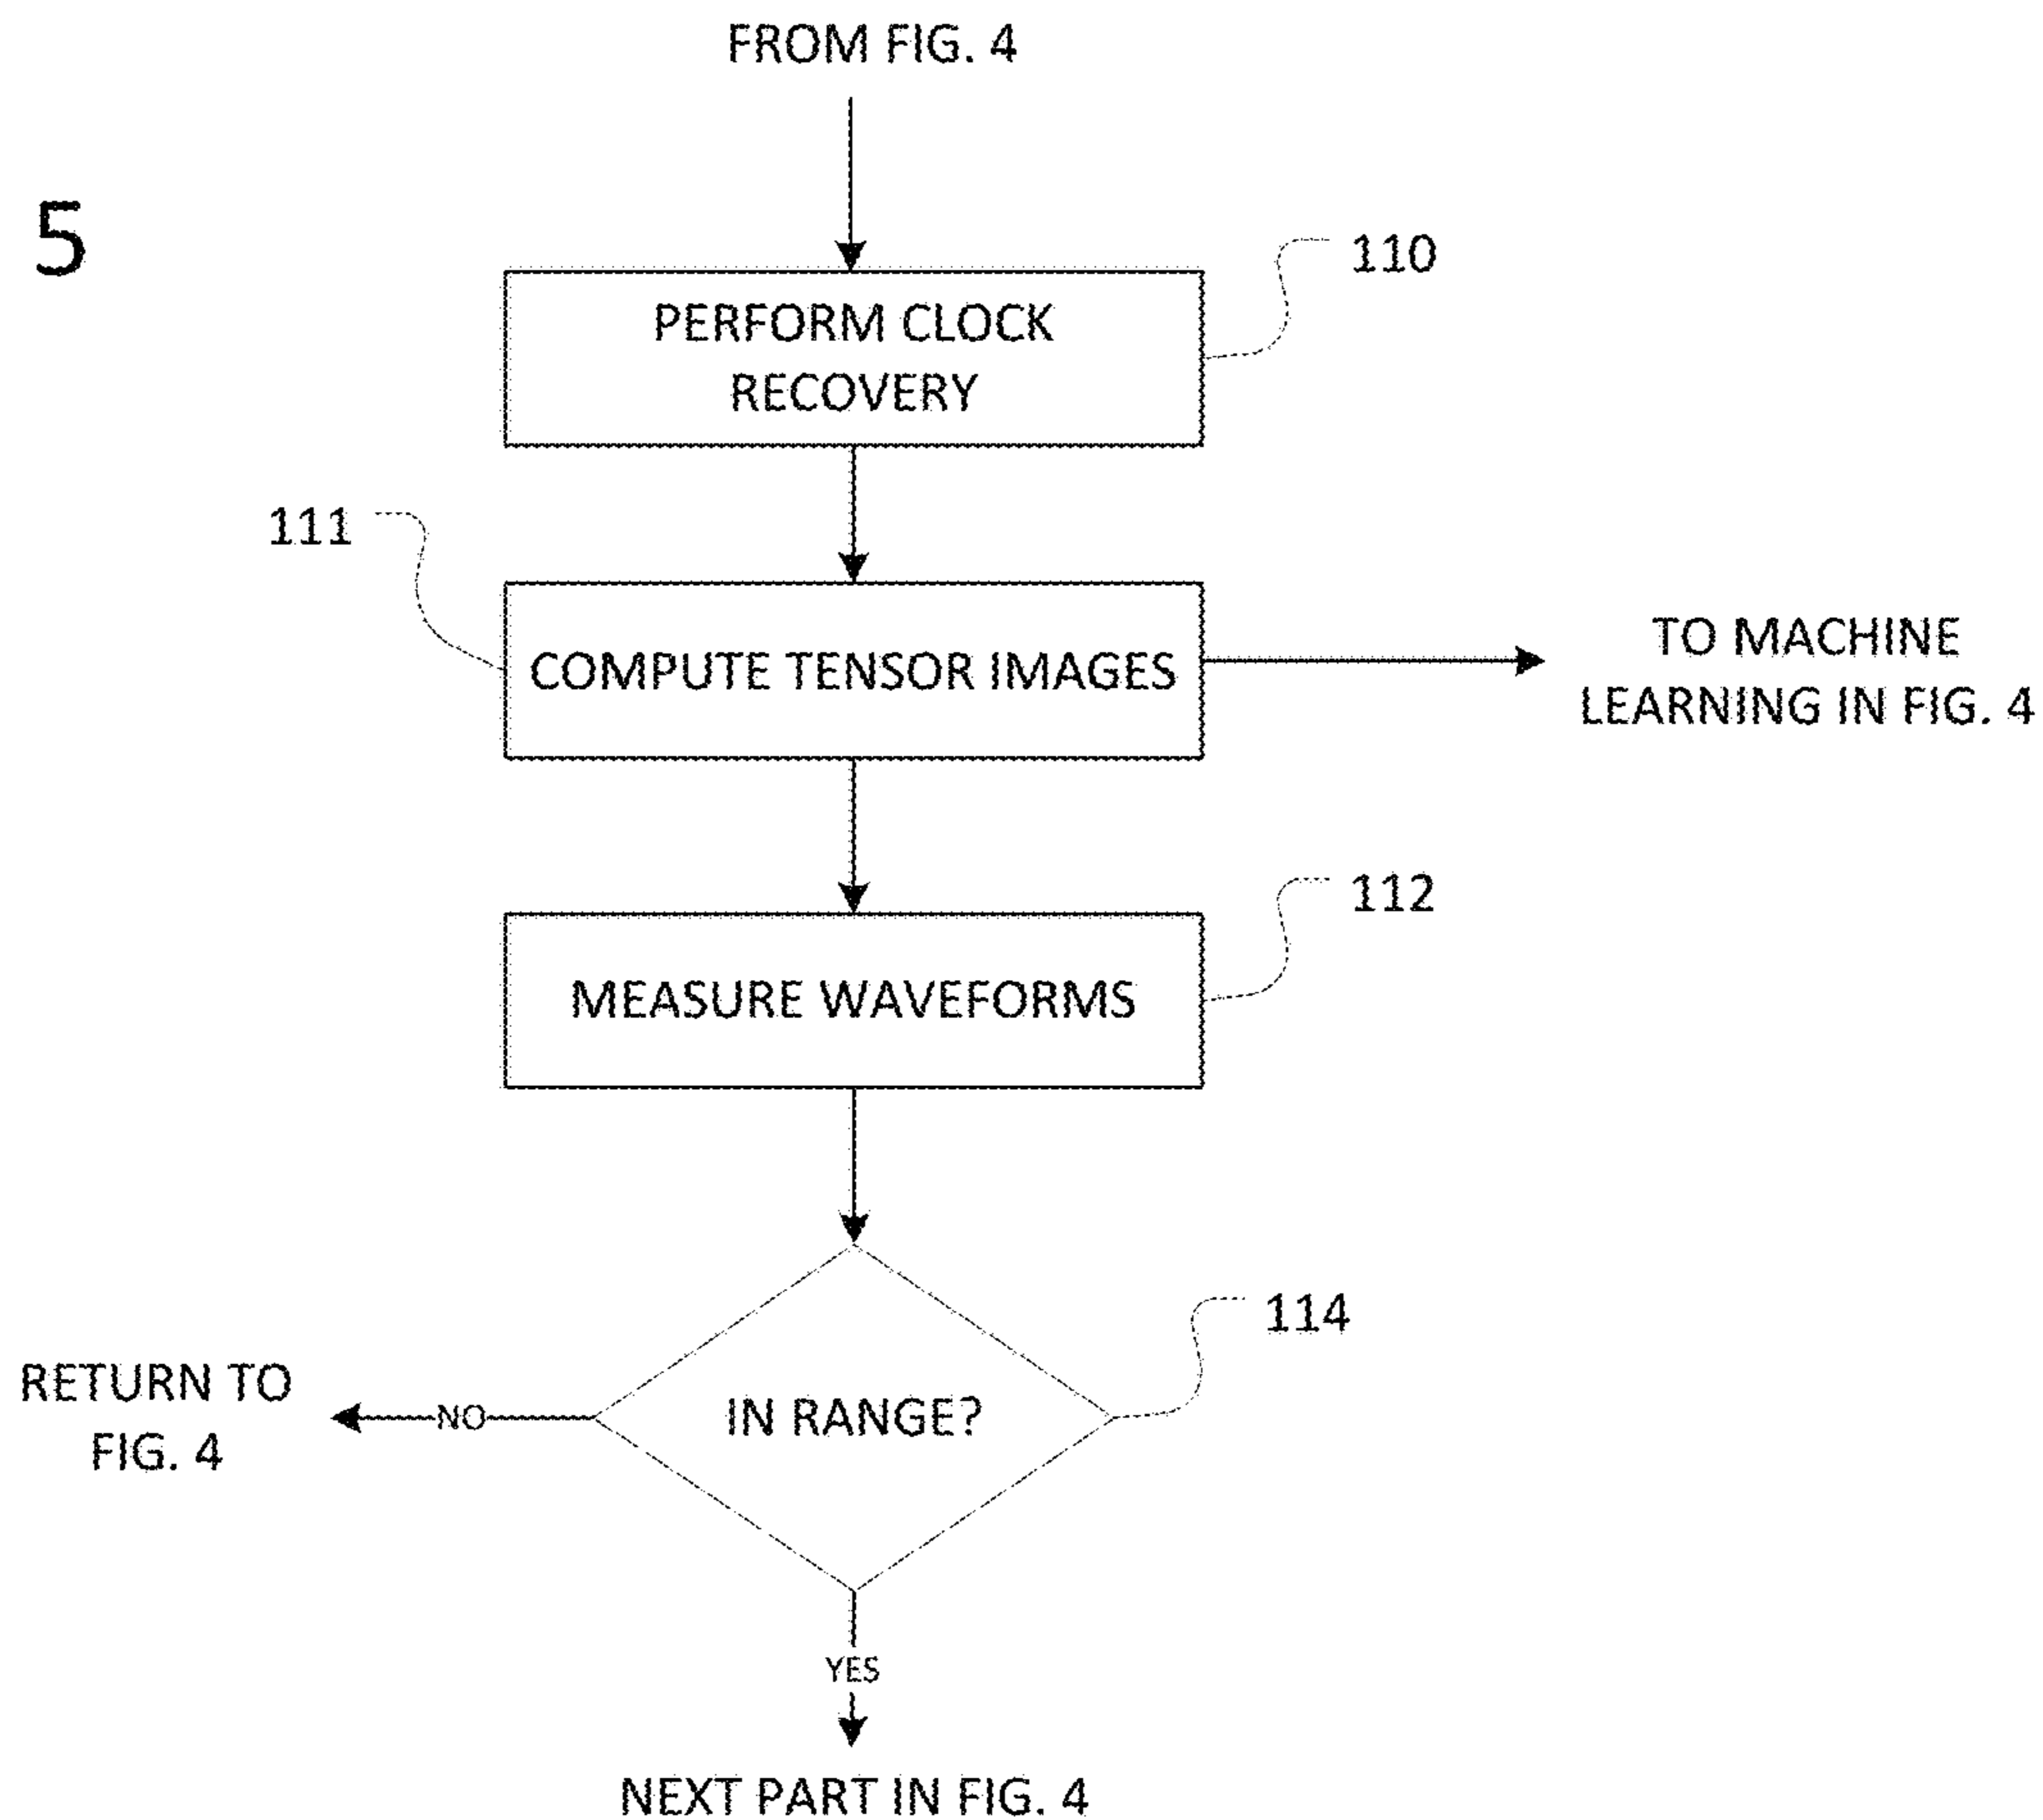 FROM FIG. 4
5
110
PERFORM CLOCK
RECOVERY
111
COMPUTE TENSOR IMAGES
TO MACHINE
LEARNING IN FIG. 4
112
MEASURE WAVEFORMS
114
IN RANGE?
NO
RETURN TO
FIG. 4
YES
NEXT PART IN FIG. 4